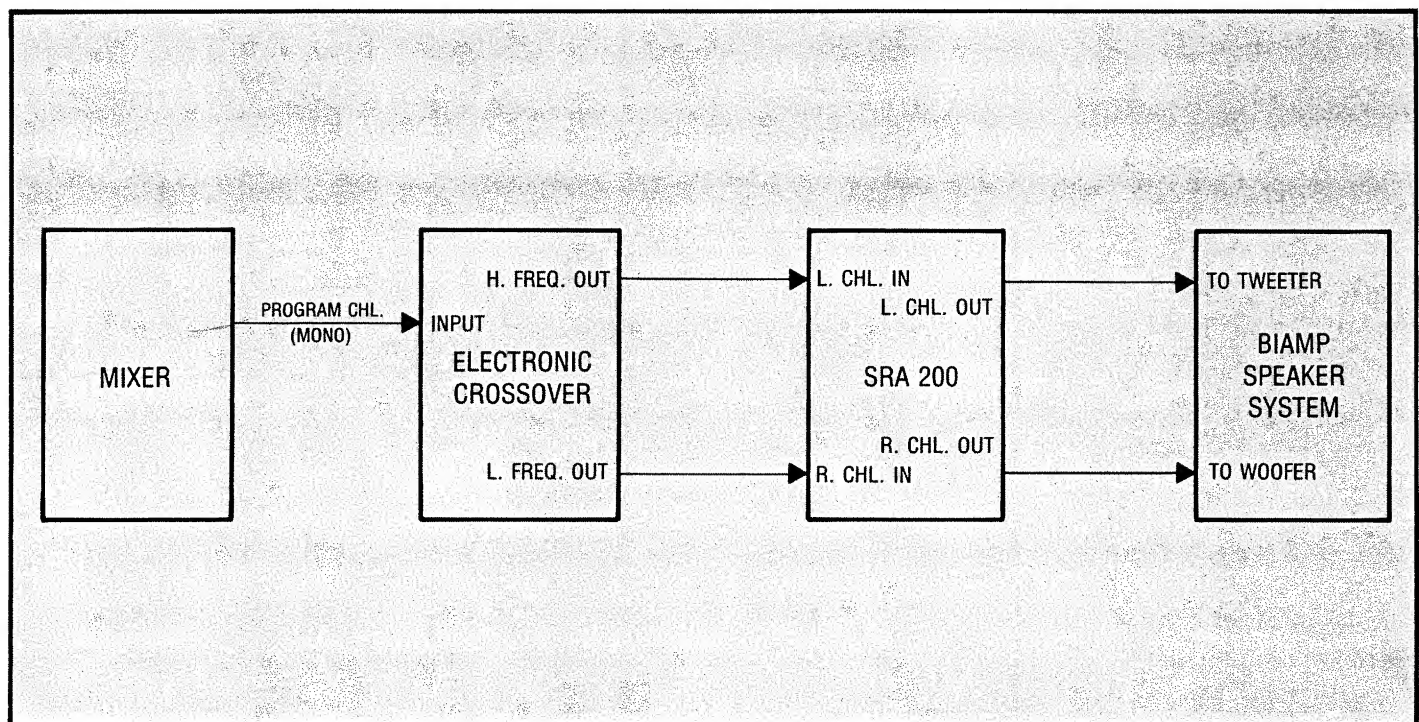 MIXER
PROGRAM CHL.
(MONO)
INPUT
ELECTRONIC
CROSSOVER
H. FREQ. OUT
L. FREQ. OUT
L. CHL. IN
L. CHL. OUT
SRA 200
R. CHL. OUT
R. CHL. IN
TO TWEETER
BIAMP
SPEAKER
SYSTEM
TO WOOFER